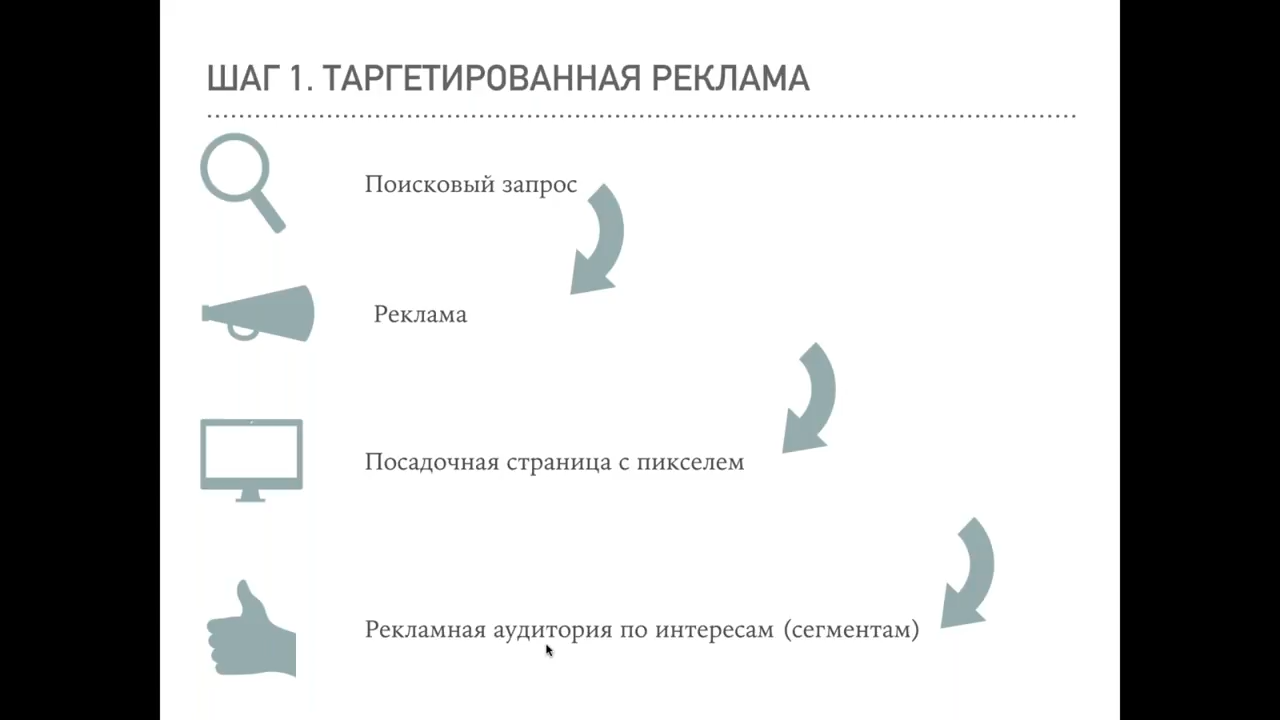 ШАГ 1. ТАРГЕТИРОВАННАЯ РЕКЛАМА
Поисковый запрос
Реклама
Посадочная страница с пикселем
Рекламная аудитория по интересам (сегментам)